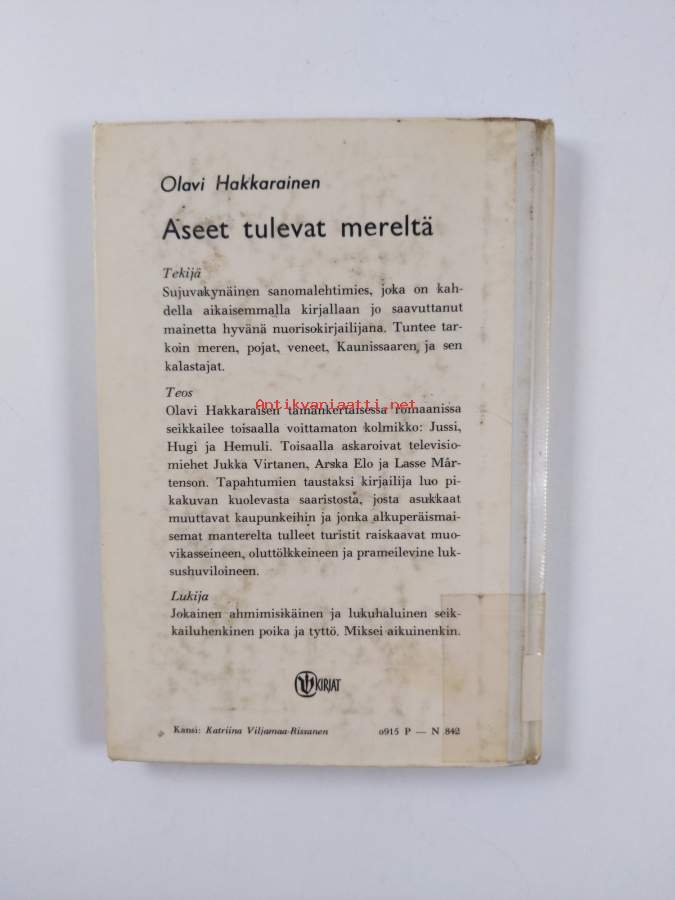 Olavi Hakkarainen
Aseet tulevat mereltä
Tekijä
Sujuvakynäinen sanomalehtimies, joka on kah-
della aikaisemmalla kirjallaan jo saavuttanut
mainetta hyvänä nuorisokirjailijana. Tuntee tar-
koin meren, pojat, veneet, Kaunissaaren ja sen
kalastajat.
Teos
Antikvariaatti.net
Olavi Hakkaraisen tämänkertaisessa romaanissa
seikkailee toisaalla voittamaton kolmikko: Jussi,
Hugi ja Hemuli. Toisaalla askaroivat televisio-
miehet Jukka Virtanen, Arska Elo ja Lasse Mår-
tenson. Tapahtumien taustaksi kirjailija luo pi-
kakuvan kuolevasta saaristosta, josta asukkaat
muuttavat kaupunkeihin ja jonka alkuperäismai-
semat manterelta tulleet turistit raiskaavat muo-
vikasseineen, oluttölkkeineen ja prameilevine luk-
sushuviloineen.
Lukija
Jokainen ahmimisikäinen ja lukuhaluinen seik-
kailuhenkinen poika ja tyttö. Miksei aikuinenkin.
KIRJAT
Kansi: Katriina Viljamaa-Rissanen 0915 P — N 842